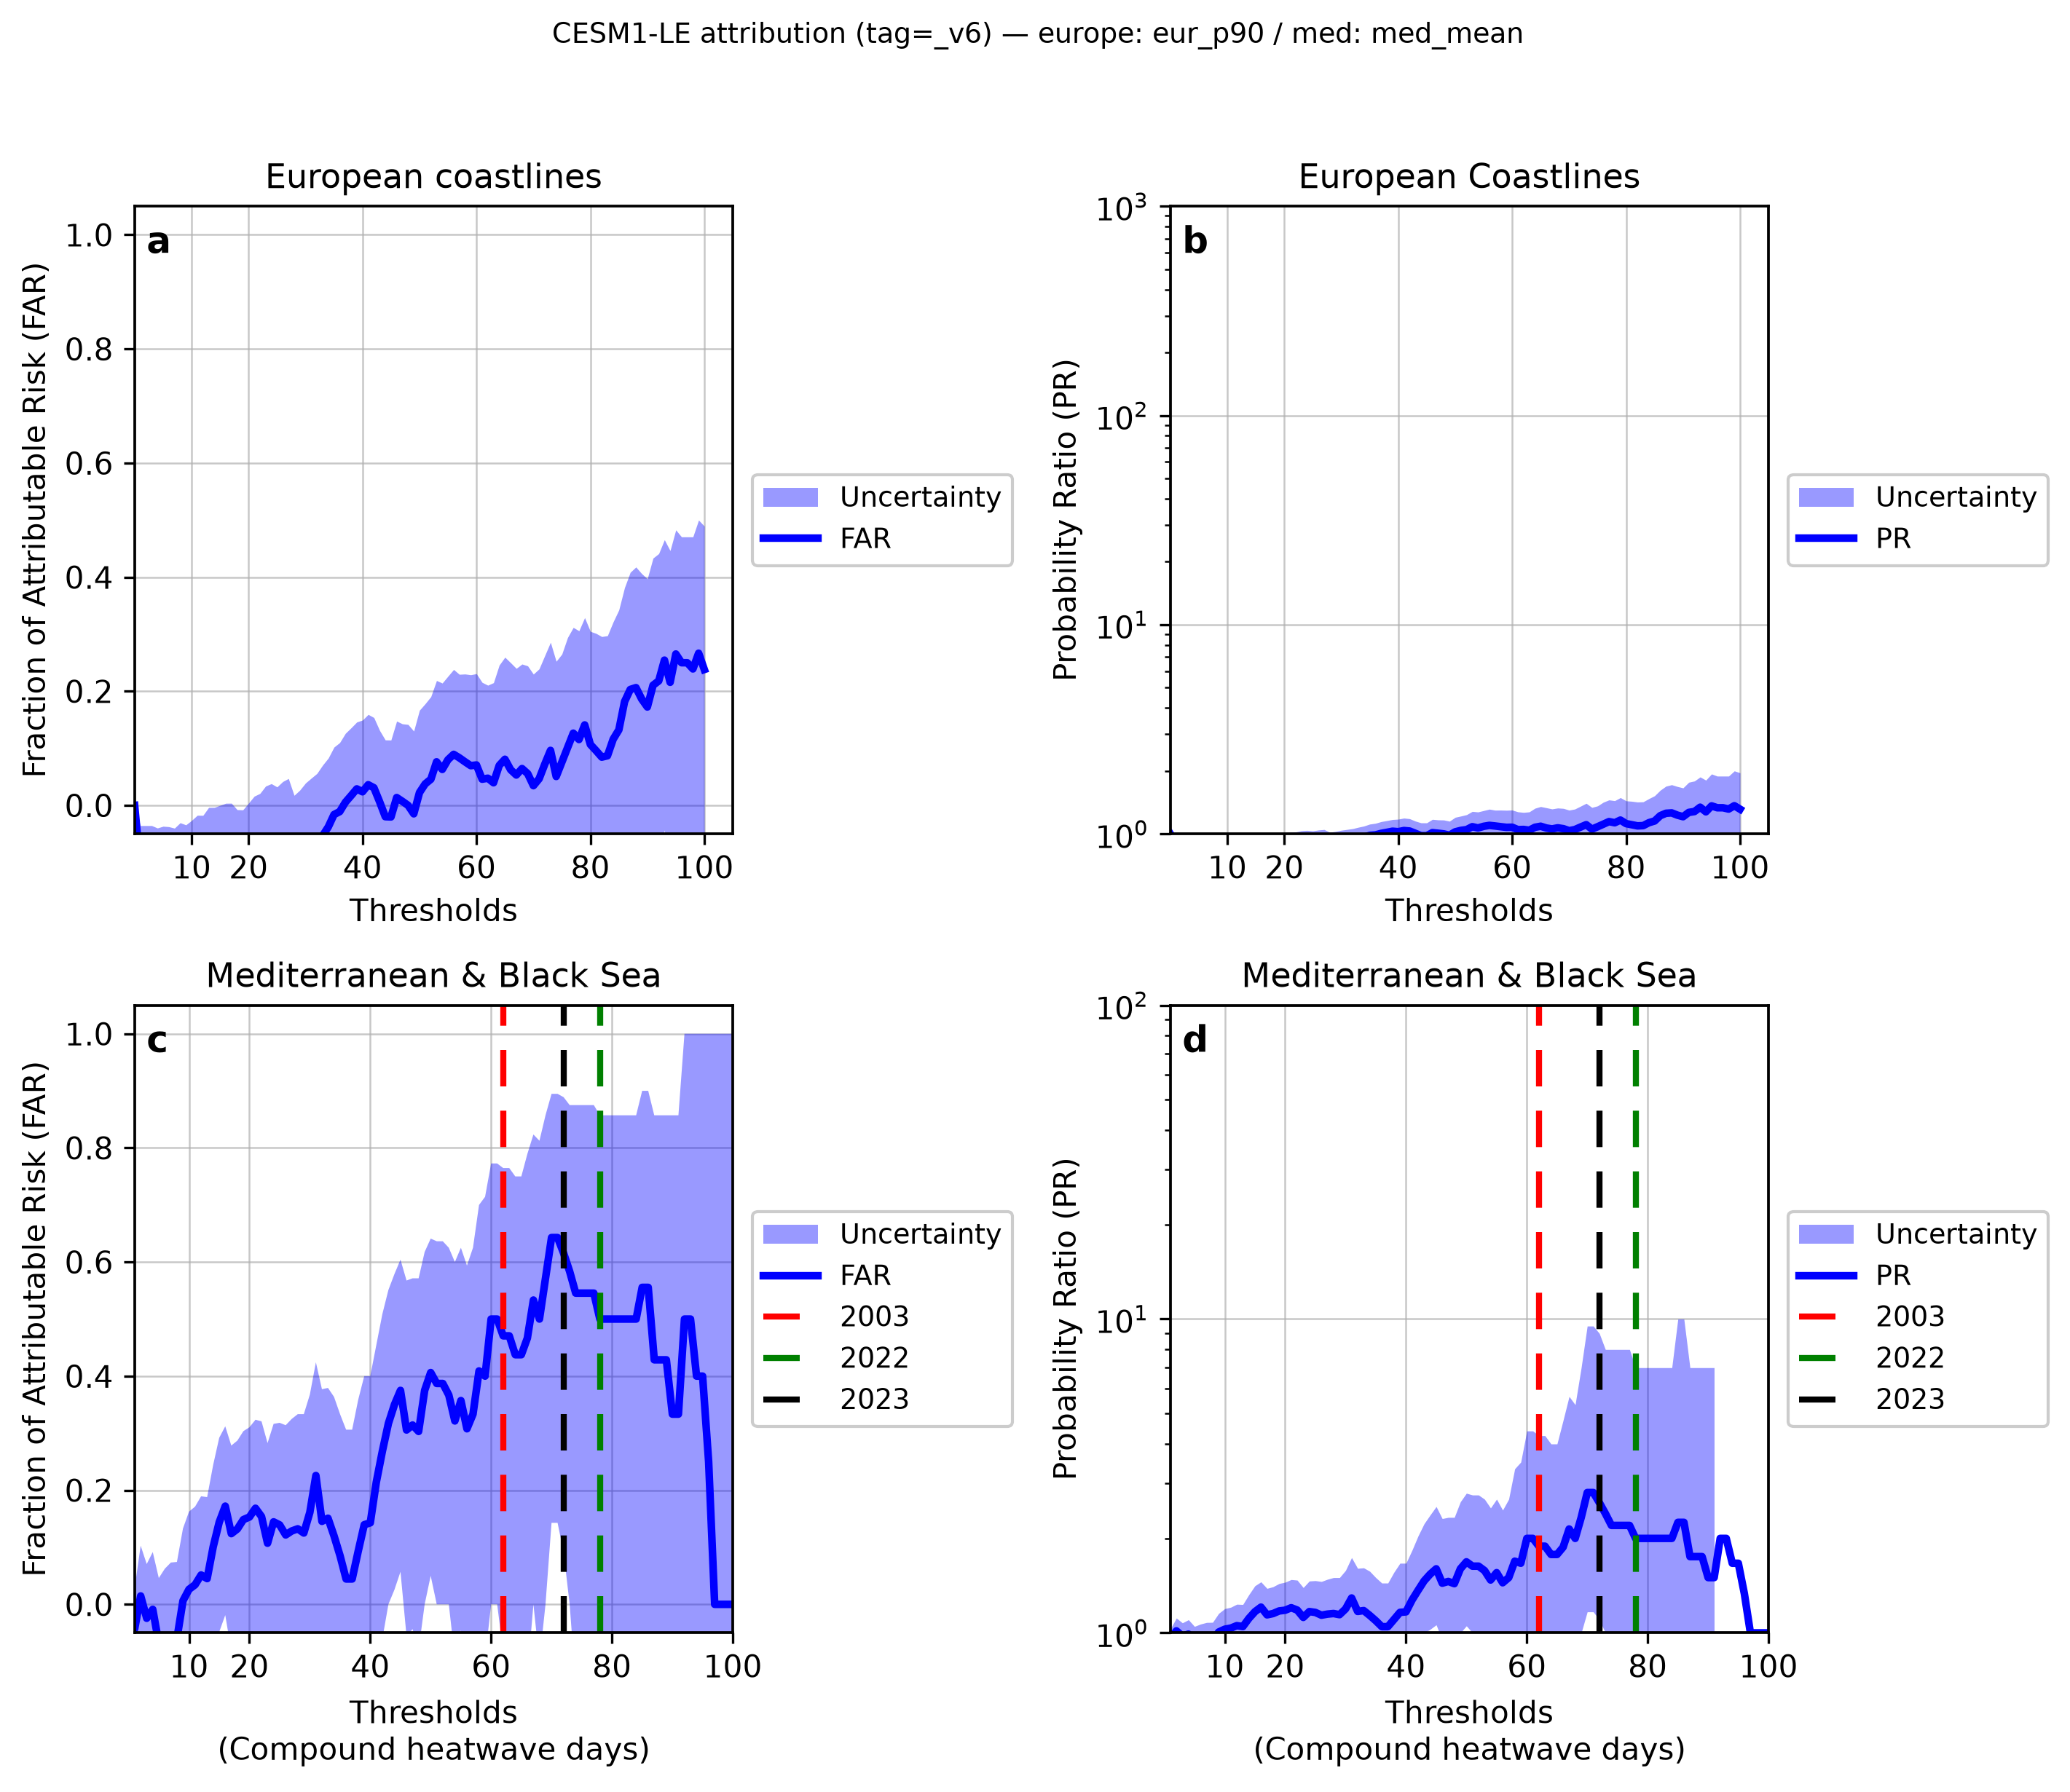 CESM1-LE attribution (tag=_v6) — europe: eur_p90 / med: med_mean
European coastlines
a
Fraction of Attributable Risk (FAR)
1.0
0.8
0.6
0.4
0.2
0.0
10 20 40 60 80 100
Thresholds
Uncertainty
FAR
European Coastlines
b
Probability Ratio (PR)
10³
10²
10¹
10⁰
10 20 40 60 80 100
Thresholds
Uncertainty
PR
Mediterranean & Black Sea
c
Fraction of Attributable Risk (FAR)
1.0
0.8
0.6
0.4
0.2
0.0
10 20 40 60 80 100
Thresholds
(Compound heatwave days)
Uncertainty
FAR
2003
2022
2023
Mediterranean & Black Sea
d
Probability Ratio (PR)
10²
10¹
10⁰
10 20 40 60 80 100
Thresholds
(Compound heatwave days)
Uncertainty
PR
2003
2022
2023